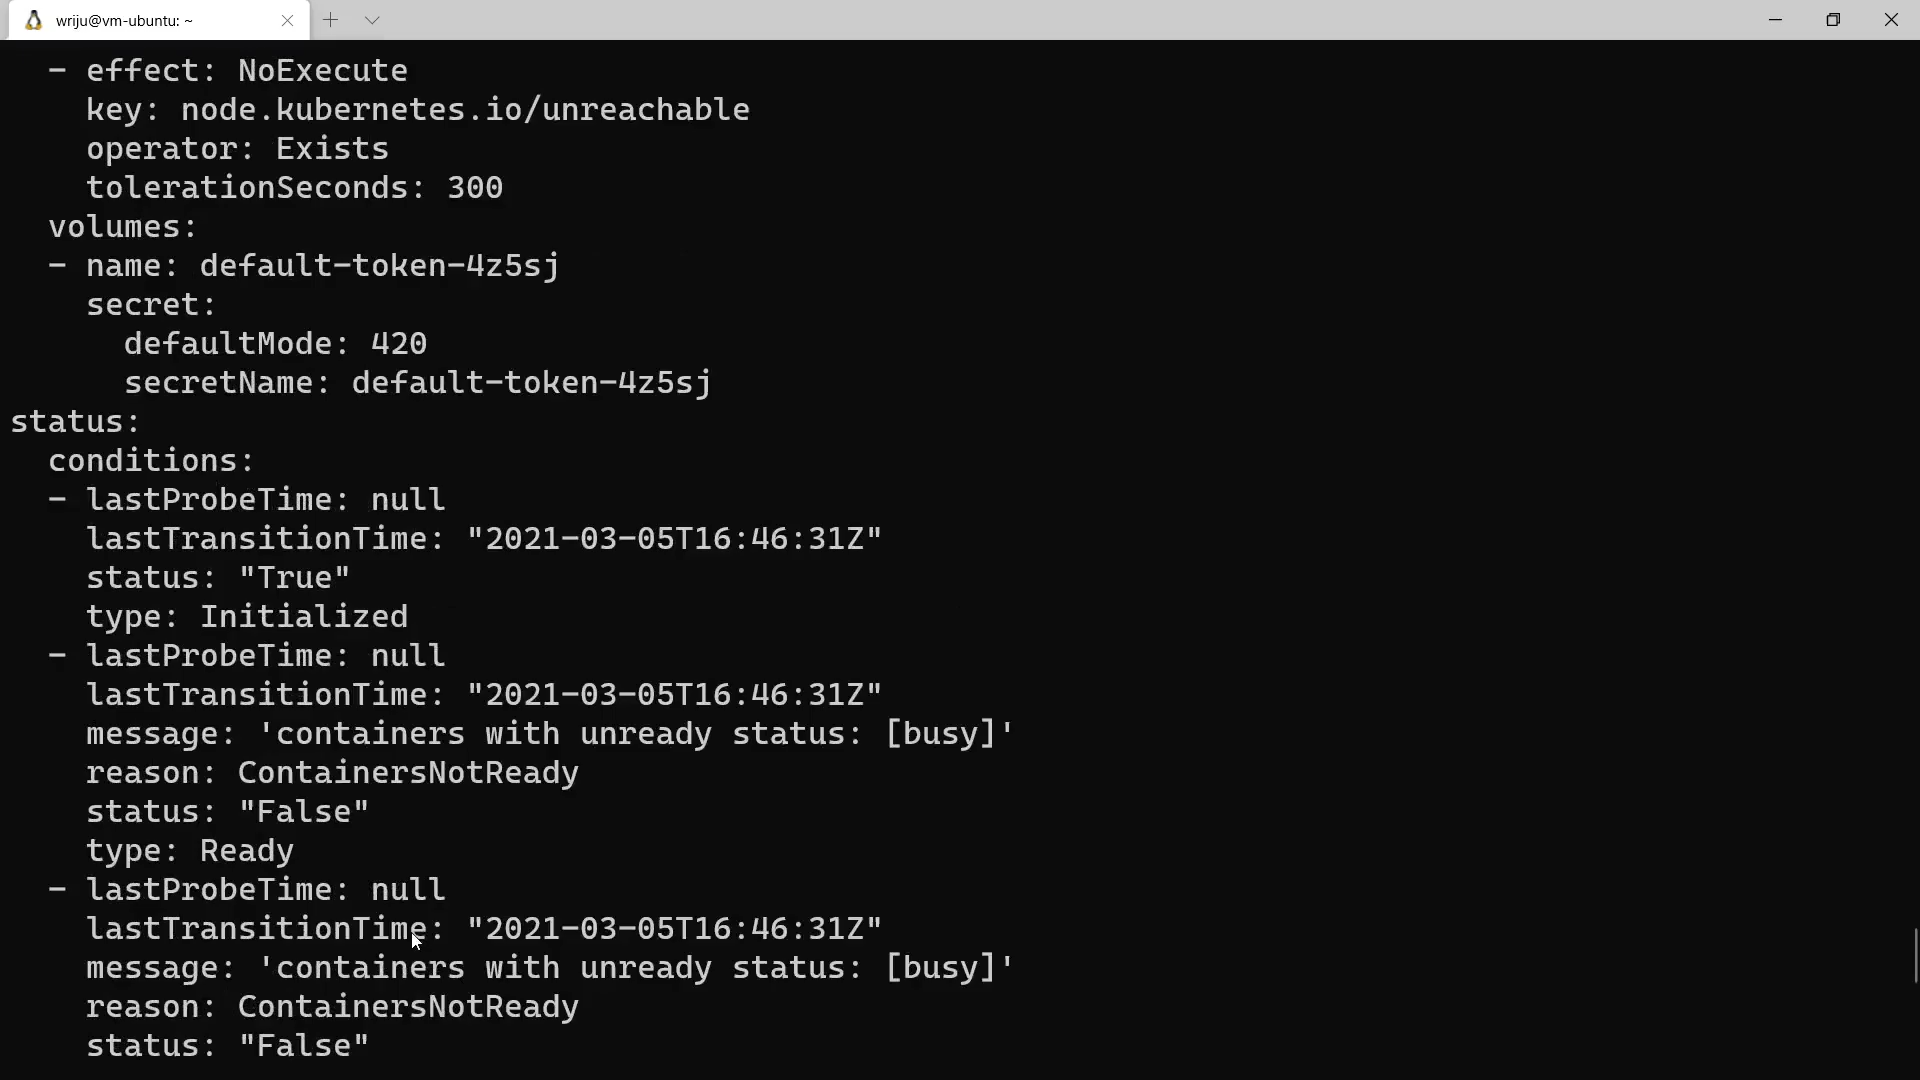 wriju@vm-ubuntu: ~
- effect: NoExecute
key: node.kubernetes.io/unreachable
operator: Exists
tolerationSeconds: 300
volumes:
- name: default-token-4z5sj
secret:
defaultMode: 420
secretName: default-token-4z5sj
status:
conditions:
- lastProbeTime: null
lastTransitionTime: "2021-03-05T16:46:31Z"
status: "True"
type: Initialized
- lastProbeTime: null
lastTransitionTime: "2021-03-05T16:46:31Z"
message: 'containers with unready status: [busy]'
reason: ContainersNotReady
status: "False"
type: Ready
- lastProbeTime: null
lastTransitionTime: "2021-03-05T16:46:31Z"
message: 'containers with unready status: [busy]'
reason: ContainersNotReady
status: "False"